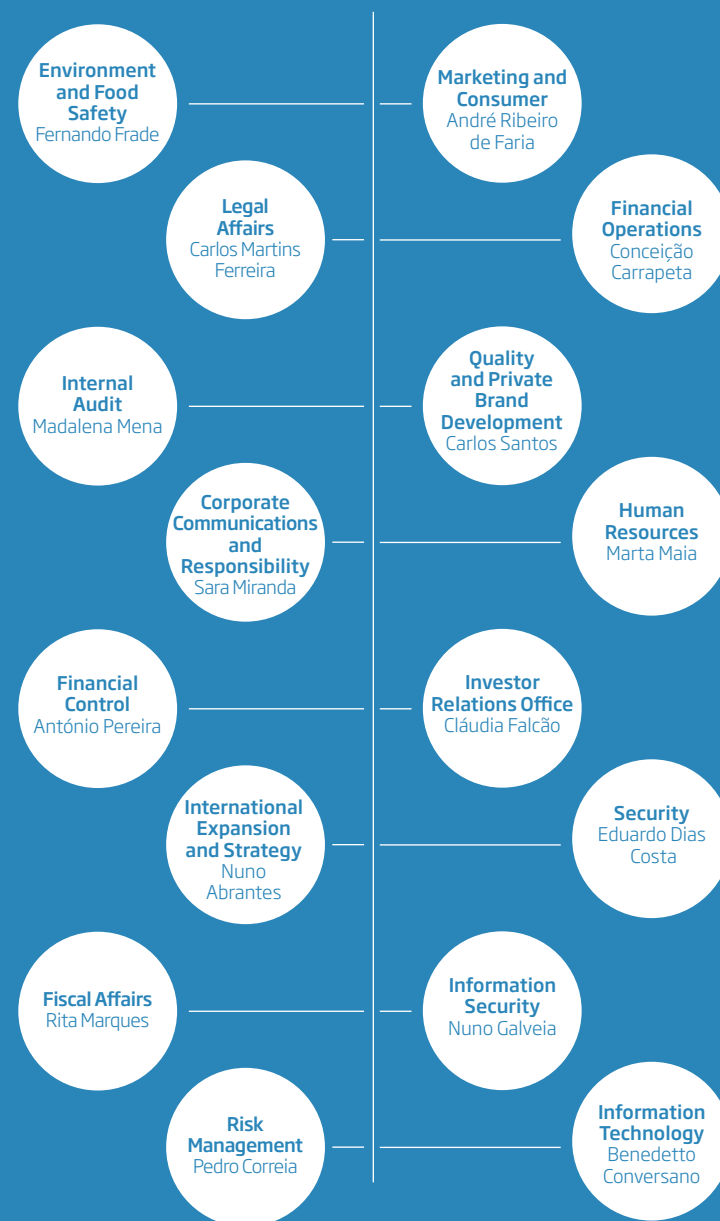 Environment
and Food
Safety
Fernando Frade
Marketing and
Consumer
André Ribeiro
de Faria
Legal
Affairs
Carlos Martins
Ferreira
Financial
Operations
Conceição
Carrapeta
Internal
Audit
Madalena Mena
Quality
and Private
Brand
Development
Carlos Santos
Corporate
Communications
and
Responsibility
Sara Miranda
Human
Resources
Marta Maia
Financial
Control
António Pereira
Investor
Relations Office
Cláudia Falcão
International
Expansion
and Strategy
Nuno
Abrantes
Security
Eduardo Dias
Costa
Fiscal Affairs
Rita Marques
Information
Security
Nuno Galveia
Risk
Management
Pedro Correia
Information
Technology
Benedetto
Conversano